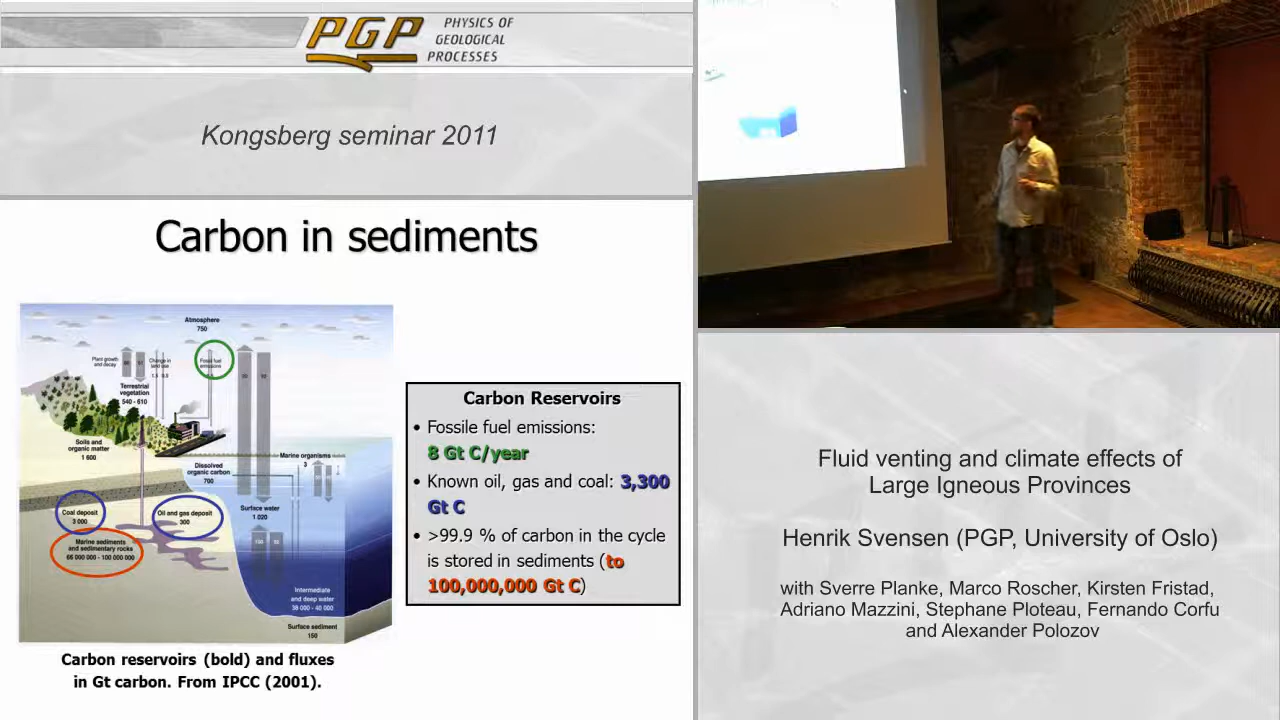 PGP
PHYSICS OF
GEOLOGICAL
PROCESSES
Kongsberg seminar 2011
Carbon in sediments
Atmosphere
750
Plant growth
and decay
Change in
land use
Fossil fuel
emissions
Terrestrial
vegetation
540 - 610
Soils and
organic matter
1 600
Dissolved
organic carbon
700
Marine organisms
3
Coal deposit
3 000
Oil and gas deposit
300
Surface water
1 020
Marine sediments
and sedimentary rocks
66 000 000 - 100 000 000
Intermediate
and deep water
38 000 - 40 000
Surface sediment
150
Carbon reservoirs (bold) and fluxes
in Gt carbon. From IPCC (2001).
Carbon Reservoirs
• Fossile fuel emissions:
8 Gt C/year
• Known oil, gas and coal: 3,300
Gt C
• >99.9 % of carbon in the cycle
is stored in sediments (to
100,000,000 Gt C)
Fluid venting and climate effects of
Large Igneous Provinces
Henrik Svensen (PGP, University of Oslo)
with Sverre Planke, Marco Roscher, Kirsten Fristad,
Adriano Mazzini, Stephane Ploteau, Fernando Corfu
and Alexander Polozov